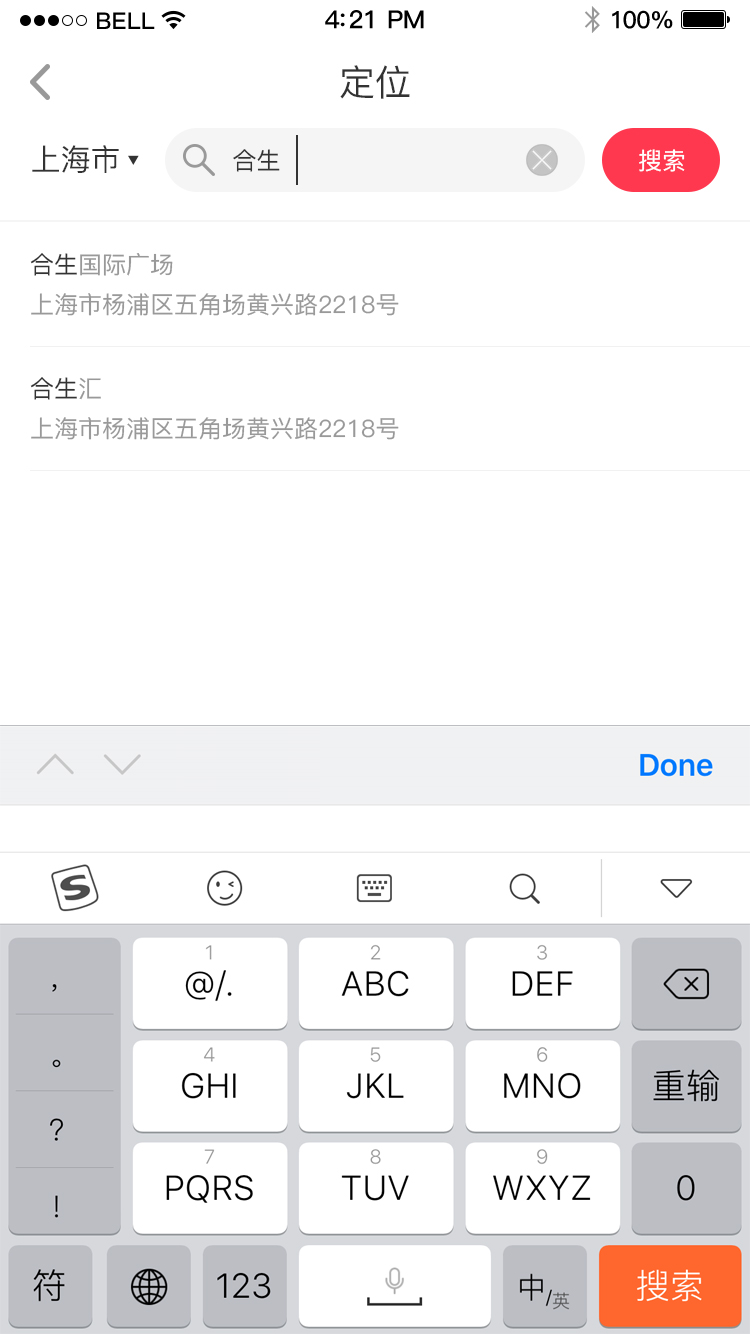 BELL 4:21 PM 100%
定位
上海市 合生 搜索
合生国际广场
上海市杨浦区五角场黄兴路2218号
合生汇
上海市杨浦区五角场黄兴路2218号
Done
S
, 1 2 3
@/. ABC DEF
。 4 5 6
GHI JKL MNO 重输
? 7 8 9
! PQRS TUV WXYZ 0
符 123 中/英 搜索